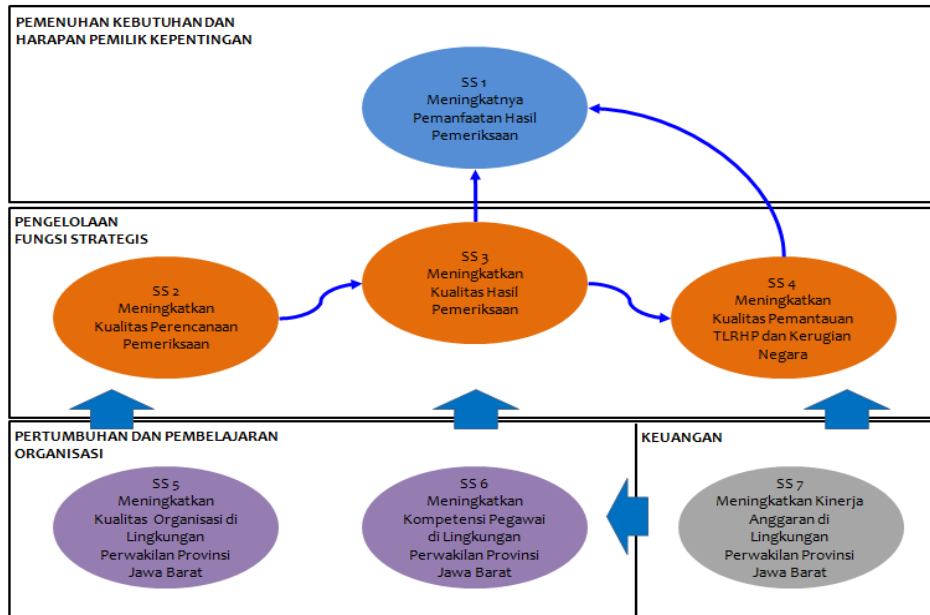 PEMENUHAN KEBUTUHAN DAN
HARAPAN PEMILIK KEPENTINGAN
SS 1
Meningkatnya
Pemanfaatan Hasil
Pemeriksaan
PENGELOLAAN
FUNGSI STRATEGIS
SS 2
Meningkatkan
Kualitas Perencanaan
Pemeriksaan
SS 3
Meningkatkan
Kualitas Hasil
Pemeriksaan
SS 4
Meningkatkan
Kualitas Pemantauan
TLRHP dan Kerugian
Negara
PERTUMBUHAN DAN PEMBELAJARAN
ORGANISASI
SS 5
Meningkatkan
Kualitas Organisasi di
Lingkungan
Perwakilan Provinsi
Jawa Barat
SS 6
Meningkatkan
Kompetensi Pegawai
di Lingkungan
Perwakilan Provinsi
Jawa Barat
KEUANGAN
SS 7
Meningkatkan Kinerja
Anggaran di
Lingkungan
Perwakilan Provinsi
Jawa Barat